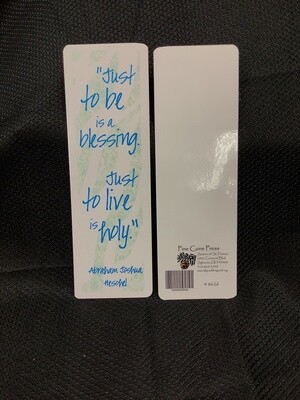 "Just
to be
is a
blessing.
Just
to live
is holy."
Abraham Joshua
Heschel
Pine Cone Press